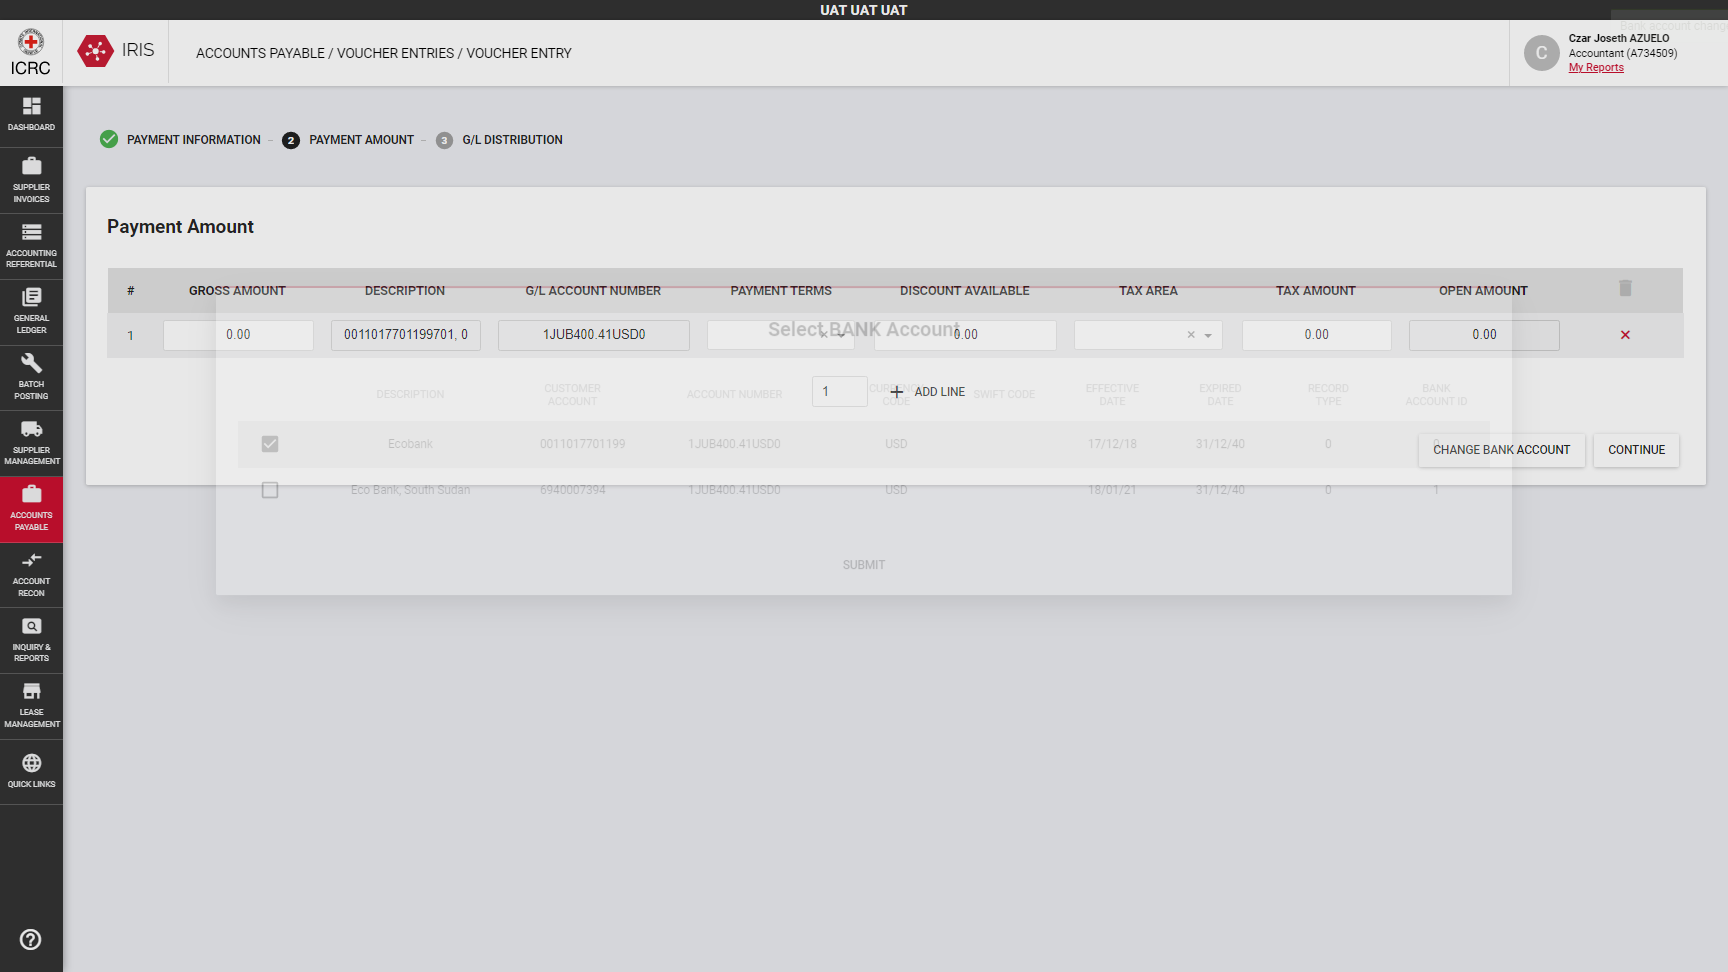 UAT UAT UAT
Bank account chang
ICRC
IRIS
ACCOUNTS PAYABLE / VOUCHER ENTRIES / VOUCHER ENTRY
C
Czar Joseth AZUELO
Accountant (A734509)
My Reports
DASHBOARD
SUPPLIER
INVOICES
ACCOUNTING
REFERENTIAL
GENERAL
LEDGER
BATCH
POSTING
SUPPLIER
MANAGEMENT
ACCOUNTS
PAYABLE
ACCOUNT
RECON
INQUIRY &
REPORTS
LEASE
MANAGEMENT
QUICK LINKS
PAYMENT INFORMATION – 2 PAYMENT AMOUNT – 3 G/L DISTRIBUTION
Payment Amount
# GROSS AMOUNT DESCRIPTION G/L ACCOUNT NUMBER PAYMENT TERMS DISCOUNT AVAILABLE TAX AREA TAX AMOUNT OPEN AMOUNT
1 0.00 0011017701199701, 0 1JUB400.41USD0 0.00 0.00 0.00
1 ADD LINE
CHANGE BANK ACCOUNT CONTINUE
Select BANK Account
DESCRIPTION CUSTOMER ACCOUNT ACCOUNT NUMBER CURRENCY CODE SWIFT CODE EFFECTIVE DATE EXPIRED DATE RECORD TYPE BANK ACCOUNT ID
Ecobank 0011017701199 1JUB400.41USD0 USD 17/12/18 31/12/40 0 0
Eco Bank, South Sudan 6940007394 1JUB400.41USD0 USD 18/01/21 31/12/40 0 1
SUBMIT